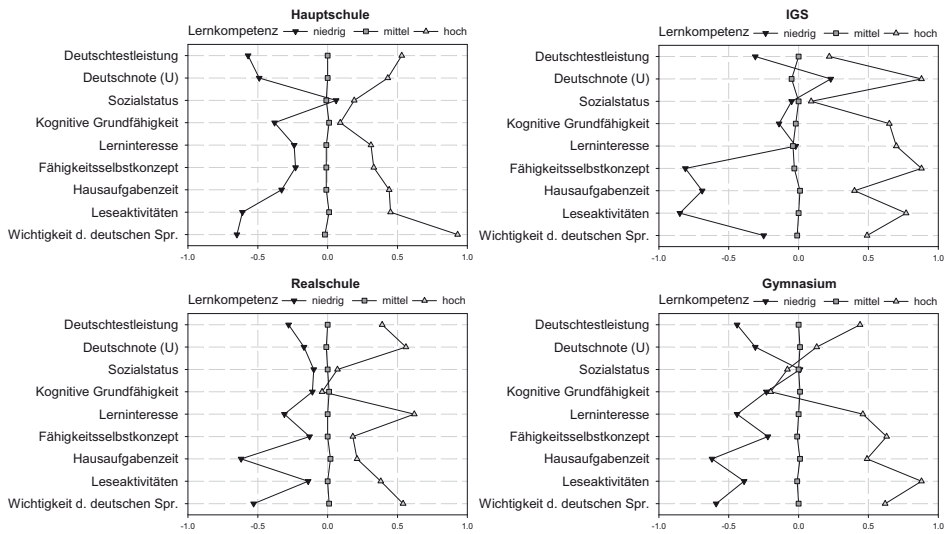 Hauptschule
Lernkompetenz niedrig mittel hoch
Deutschtestleistung
Deutschnote (U)
Sozialstatus
Kognitive Grundfähigkeit
Lerninteresse
Fähigkeitsselbstkonzept
Hausaufgabenzeit
Leseaktivitäten
Wichtigkeit d. deutschen Spr.
-1.0 -0.5 0.0 0.5 1.0
IGS
Lernkompetenz niedrig mittel hoch
Deutschtestleistung
Deutschnote (U)
Sozialstatus
Kognitive Grundfähigkeit
Lerninteresse
Fähigkeitsselbstkonzept
Hausaufgabenzeit
Leseaktivitäten
Wichtigkeit d. deutschen Spr.
-1.0 -0.5 0.0 0.5 1.0
Realschule
Lernkompetenz niedrig mittel hoch
Deutschtestleistung
Deutschnote (U)
Sozialstatus
Kognitive Grundfähigkeit
Lerninteresse
Fähigkeitsselbstkonzept
Hausaufgabenzeit
Leseaktivitäten
Wichtigkeit d. deutschen Spr.
-1.0 -0.5 0.0 0.5 1.0
Gymnasium
Lernkompetenz niedrig mittel hoch
Deutschtestleistung
Deutschnote (U)
Sozialstatus
Kognitive Grundfähigkeit
Lerninteresse
Fähigkeitsselbstkonzept
Hausaufgabenzeit
Leseaktivitäten
Wichtigkeit d. deutschen Spr.
-1.0 -0.5 0.0 0.5 1.0